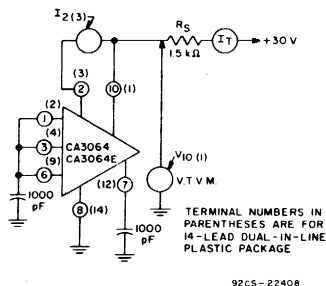 I2(3)
RS
1.5 kΩ
IT
+30 V
(3)
2
10 (1)
(2)
1
(4)
3
(9)
6
CA3064
CA3064E
V10 (1)
V.T.V.M.
(12) 7
1000
pF
8 (14)
1000
pF
TERMINAL NUMBERS IN
PARENTHESES ARE FOR
14-LEAD DUAL-IN-LINE
PLASTIC PACKAGE
92CS-22408